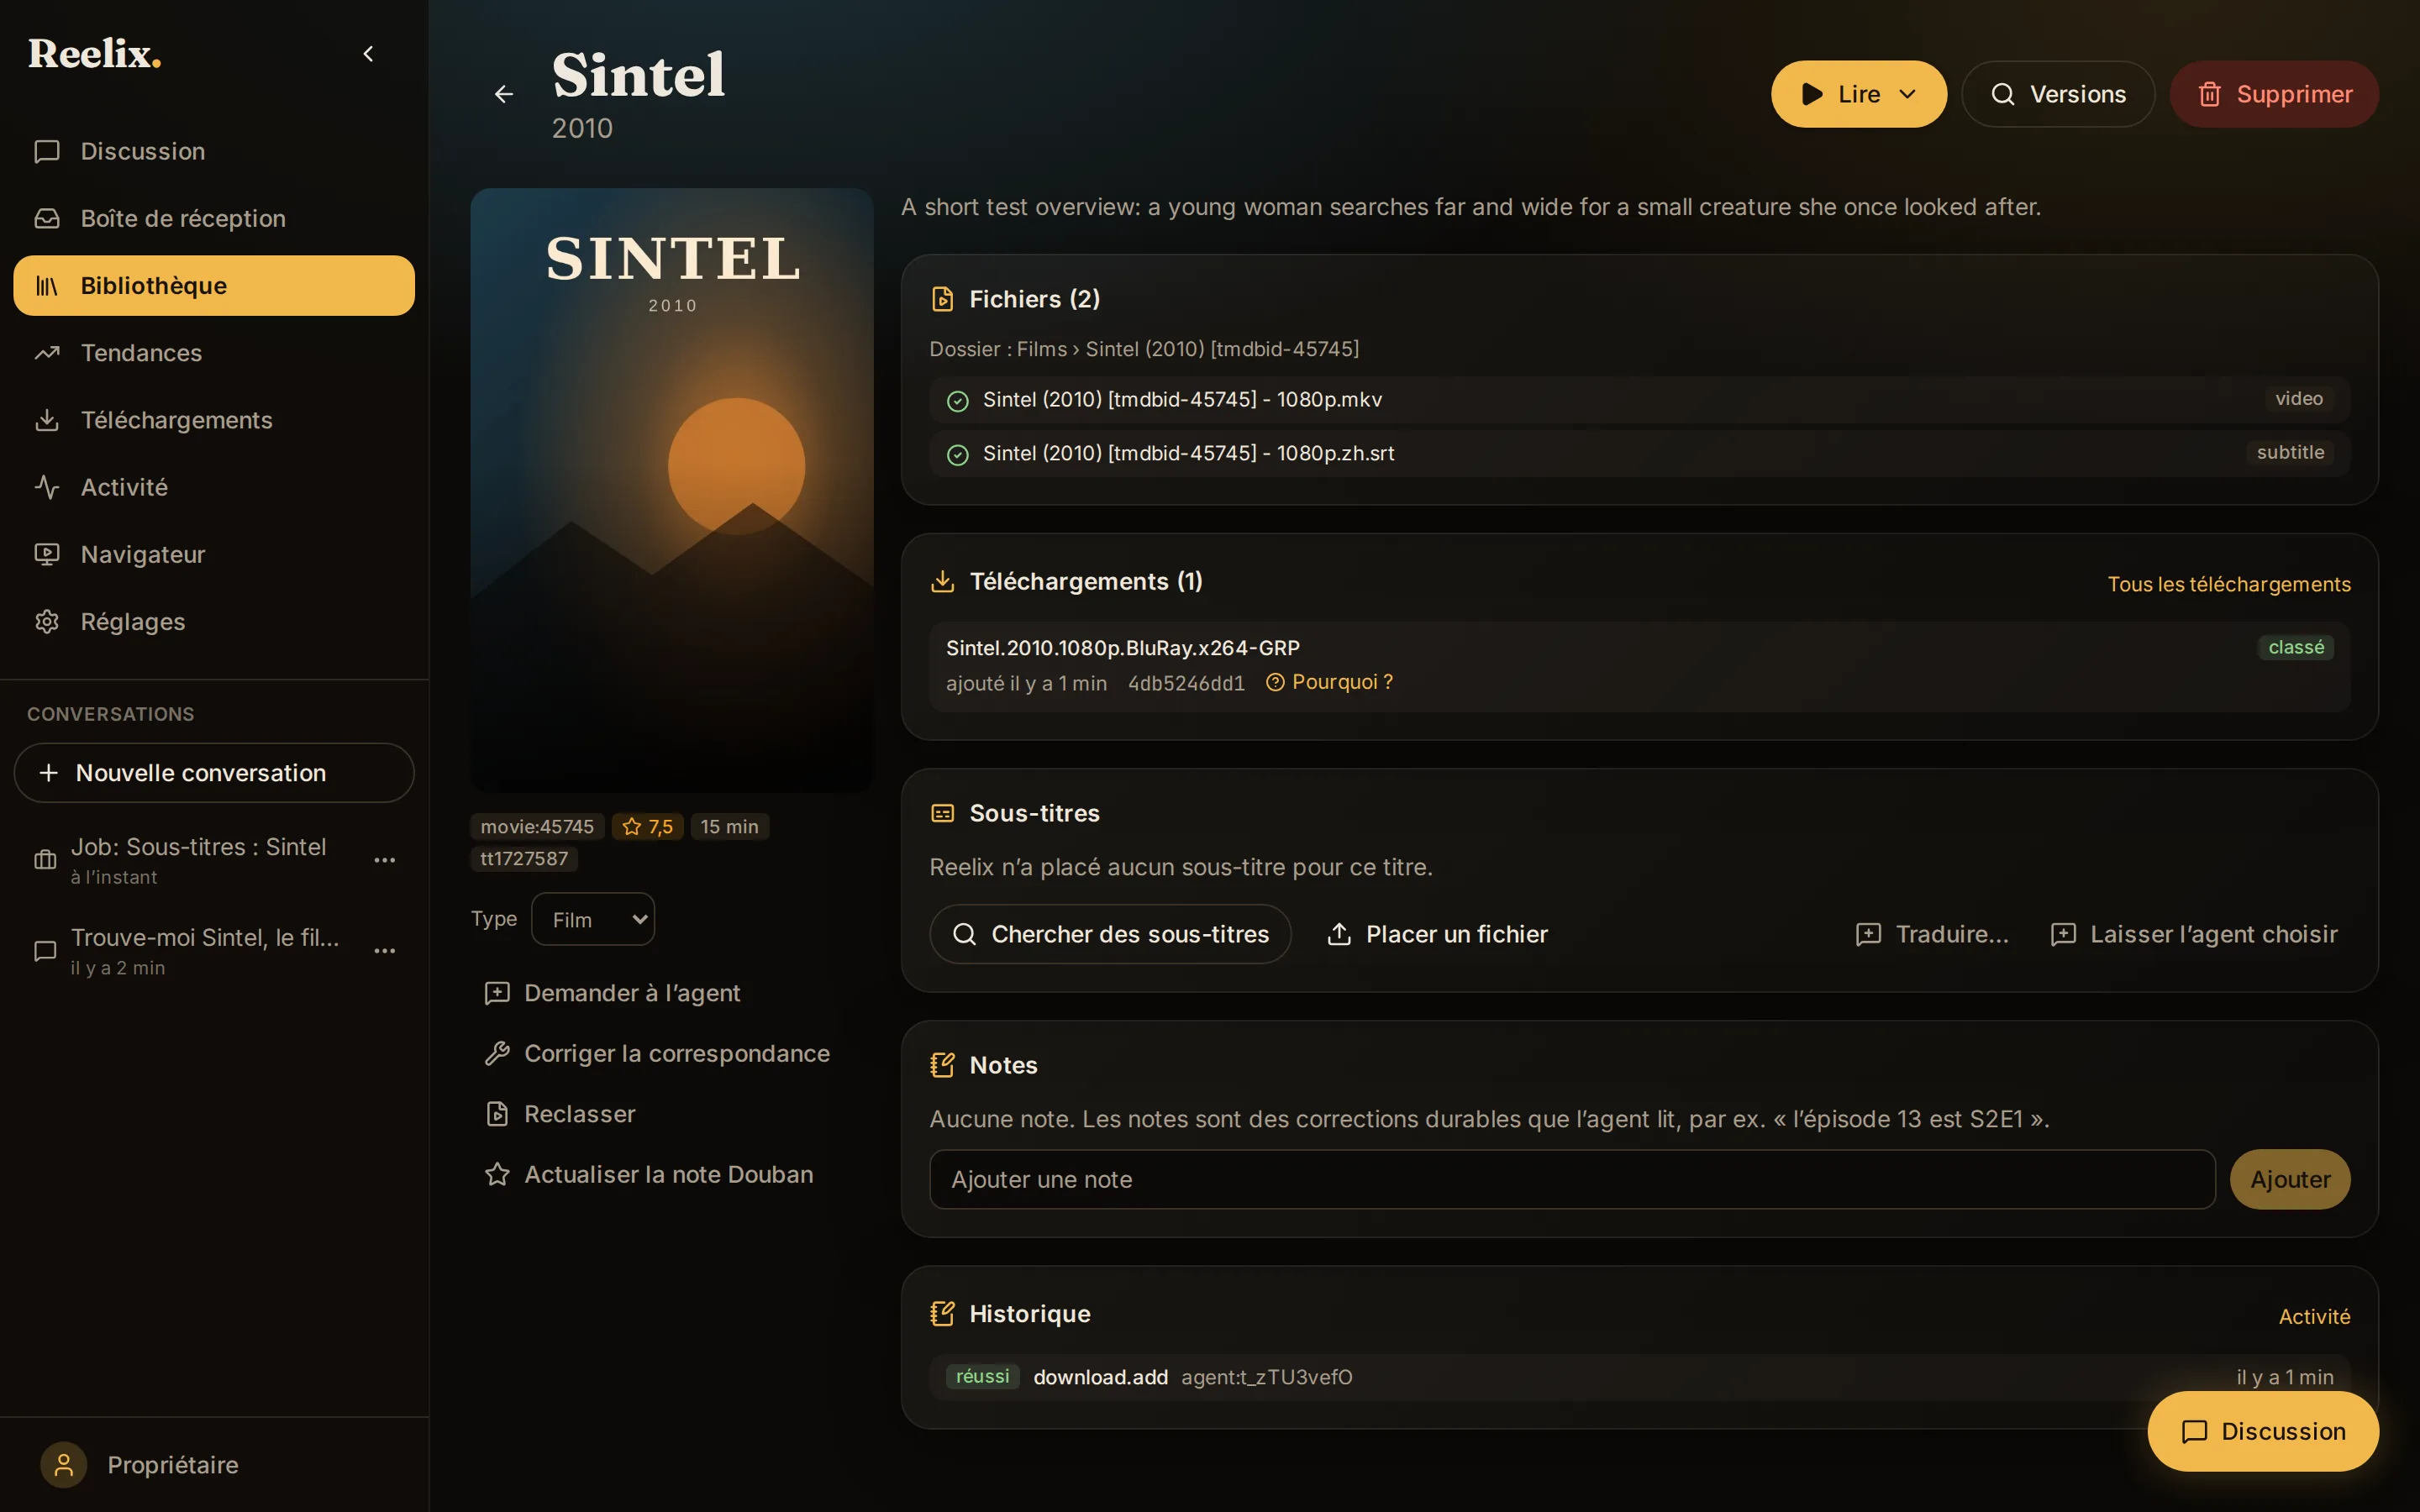 Reelix.
Discussion
Boîte de réception
Bibliothèque
Tendances
Téléchargements
Activité
Navigateur
Réglages
CONVERSATIONS
Nouvelle conversation
Job: Sous-titres : Sintel
à l’instant
Trouve-moi Sintel, le fil...
il y a 2 min
Propriétaire
Sintel
2010
Lire
Versions
Supprimer
SINTEL
2010
movie:45745
7,5
15 min
tt1727587
Type
Film
Demander à l’agent
Corriger la correspondance
Reclasser
Actualiser la note Douban
A short test overview: a young woman searches far and wide for a small creature she once looked after.
Fichiers (2)
Dossier : Films › Sintel (2010) [tmdbid-45745]
Sintel (2010) [tmdbid-45745] - 1080p.mkv
video
Sintel (2010) [tmdbid-45745] - 1080p.zh.srt
subtitle
Téléchargements (1)
Tous les téléchargements
Sintel.2010.1080p.BluRay.x264-GRP
classé
ajouté il y a 1 min 4db5246dd1 Pourquoi ?
Sous-titres
Reelix n’a placé aucun sous-titre pour ce titre.
Chercher des sous-titres
Placer un fichier
Traduire...
Laisser l’agent choisir
Notes
Aucune note. Les notes sont des corrections durables que l’agent lit, par ex. « l’épisode 13 est S2E1 ».
Ajouter une note
Ajouter
Historique
Activité
réussi download.add agent:t_zTU3vefO
il y a 1 min
Discussion